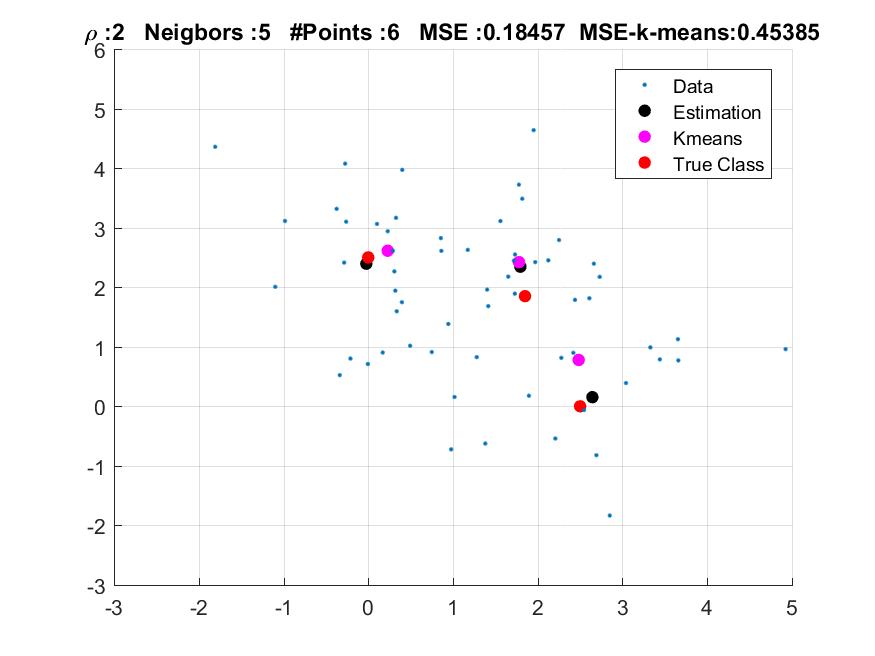 ρ :2 Neigbors :5 #Points :6 MSE :0.18457 MSE-k-means:0.45385
6
5
4
3
2
1
0
-1
-2
-3
-3 -2 -1 0 1 2 3 4 5
Data
Estimation
Kmeans
True Class